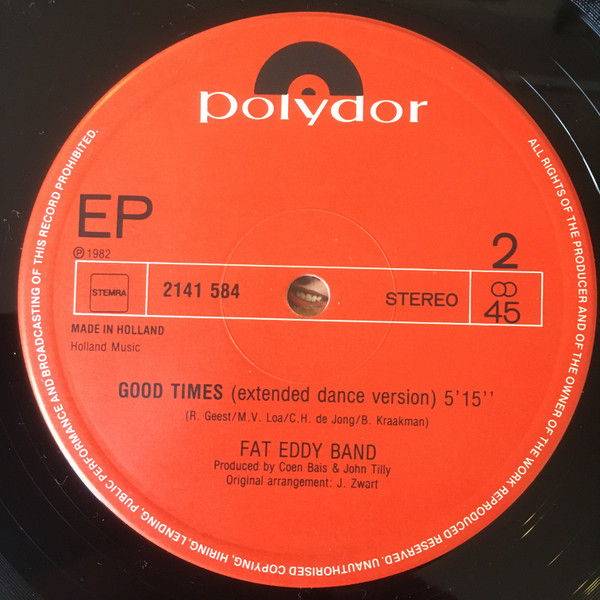 polydor
EP
℗ 1982
2
STEMRA
2141 584
STEREO
45
MADE IN HOLLAND
Holland Music
GOOD TIMES (extended dance version) 5'15''
(R. Geest/M.V. Loa/C.H. de Jong/B. Kraakman)
FAT EDDY BAND
Produced by Coen Bais & John Tilly
Original arrangement: J. Zwart
ALL RIGHTS OF THE PRODUCER AND OF THE OWNER OF THE WORK REPRODUCED RESERVED. UNAUTHORISED COPYING, HIRING, LENDING, PUBLIC PERFORMANCE AND BROADCASTING OF THIS RECORD PROHIBITED.